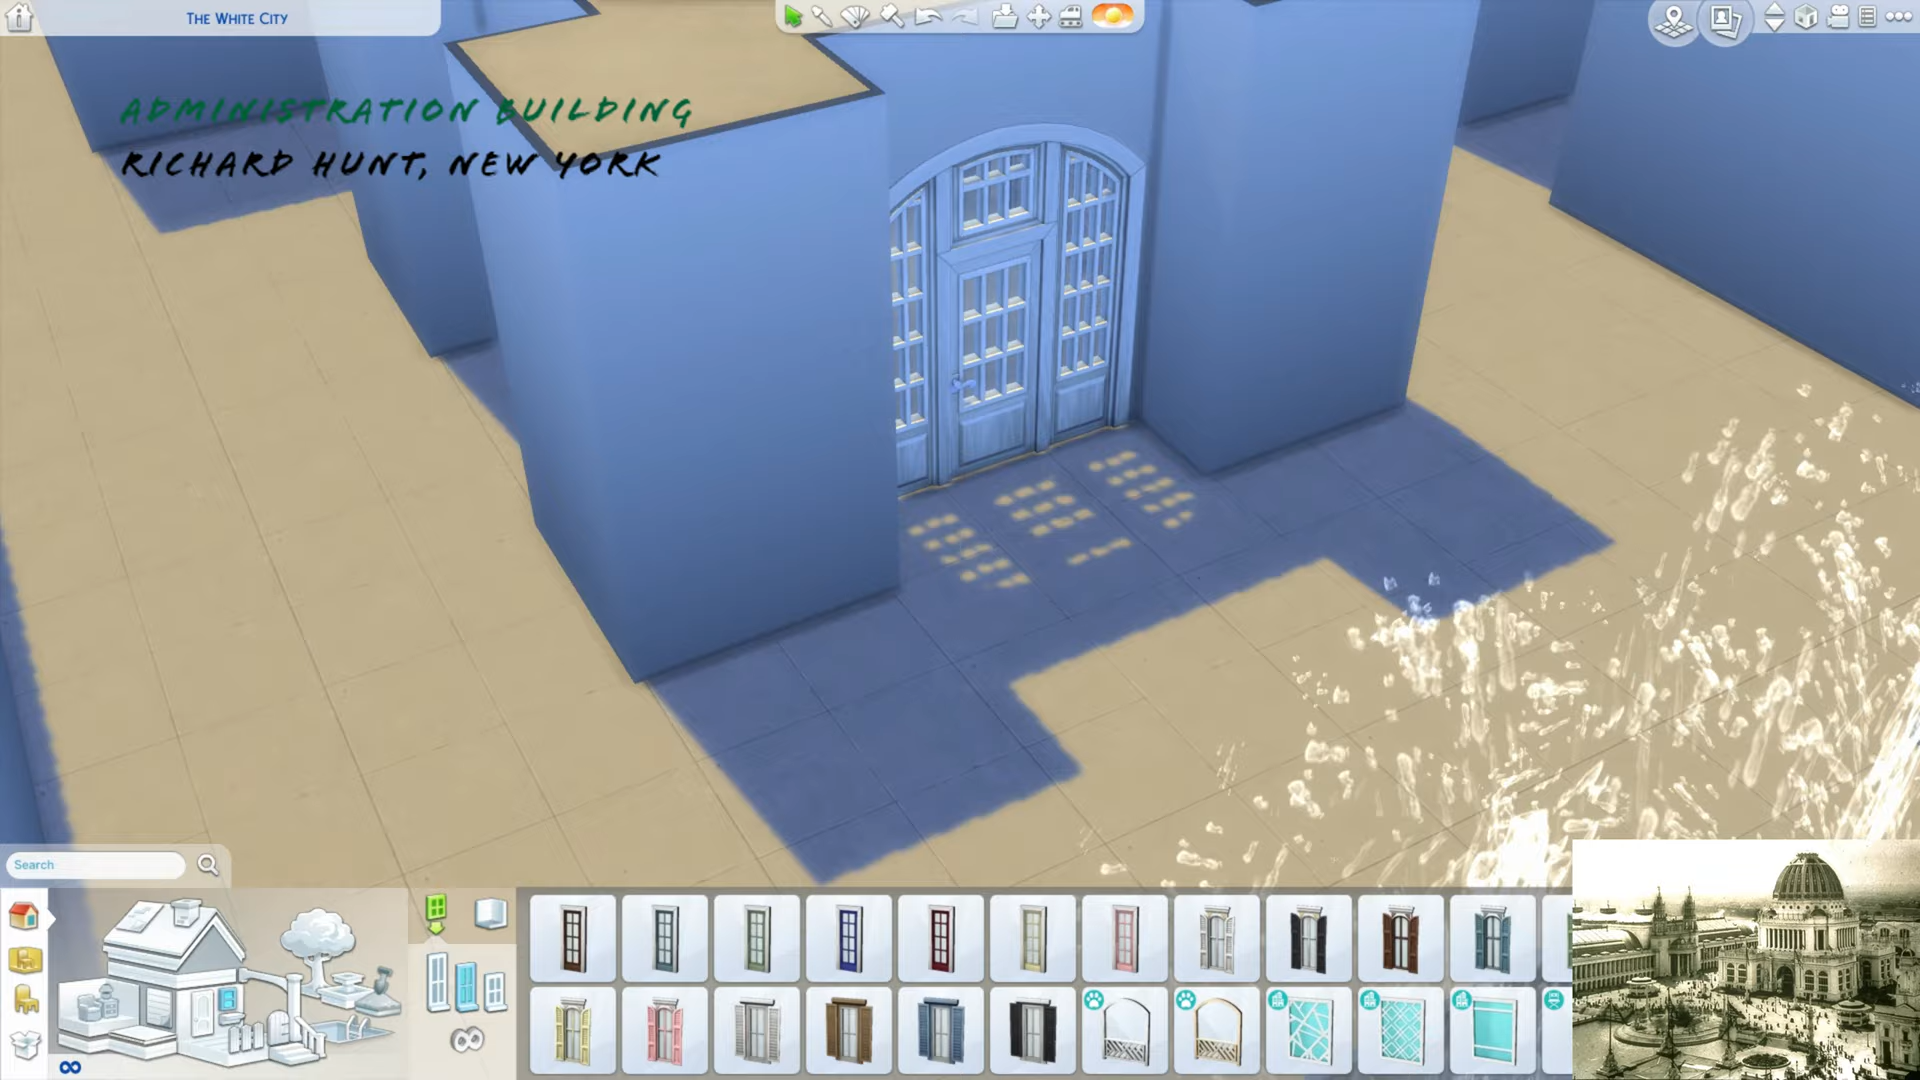 The White City
ADMINISTRATION BUILDING
RICHARD HUNT, NEW YORK
Search